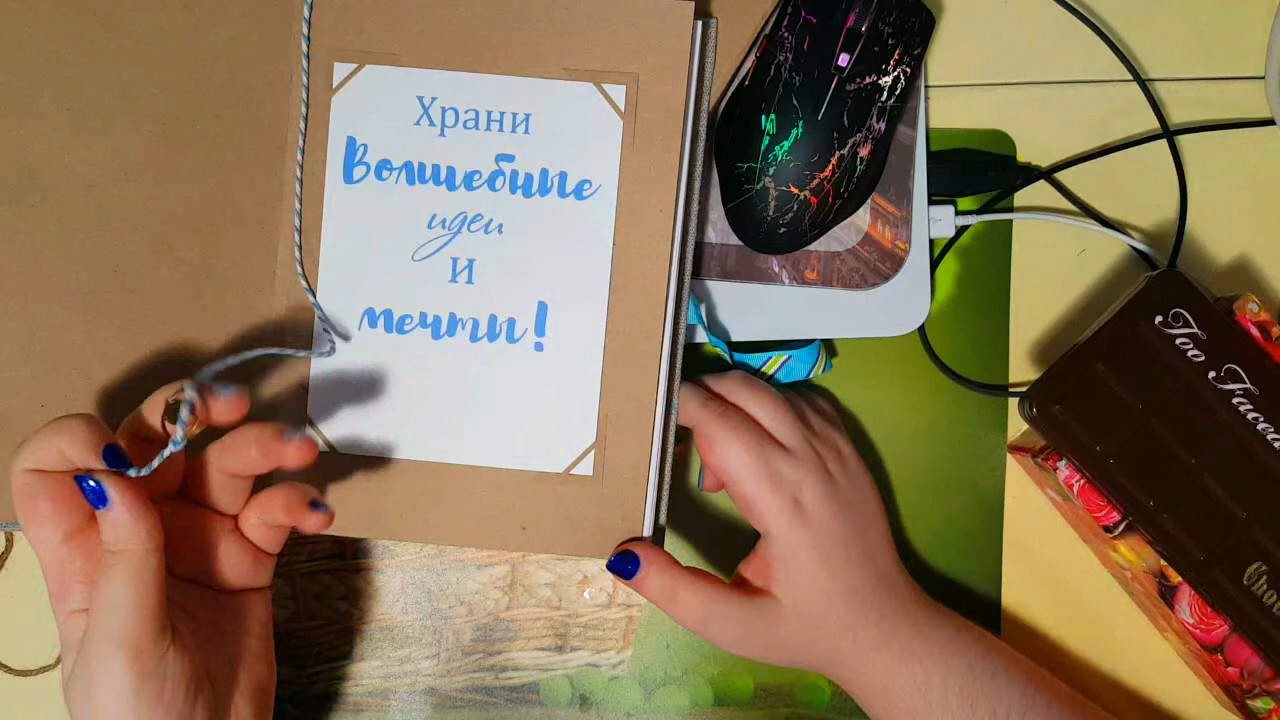 Храни
Волшебные
идеи
и
мечты!
Too Faced